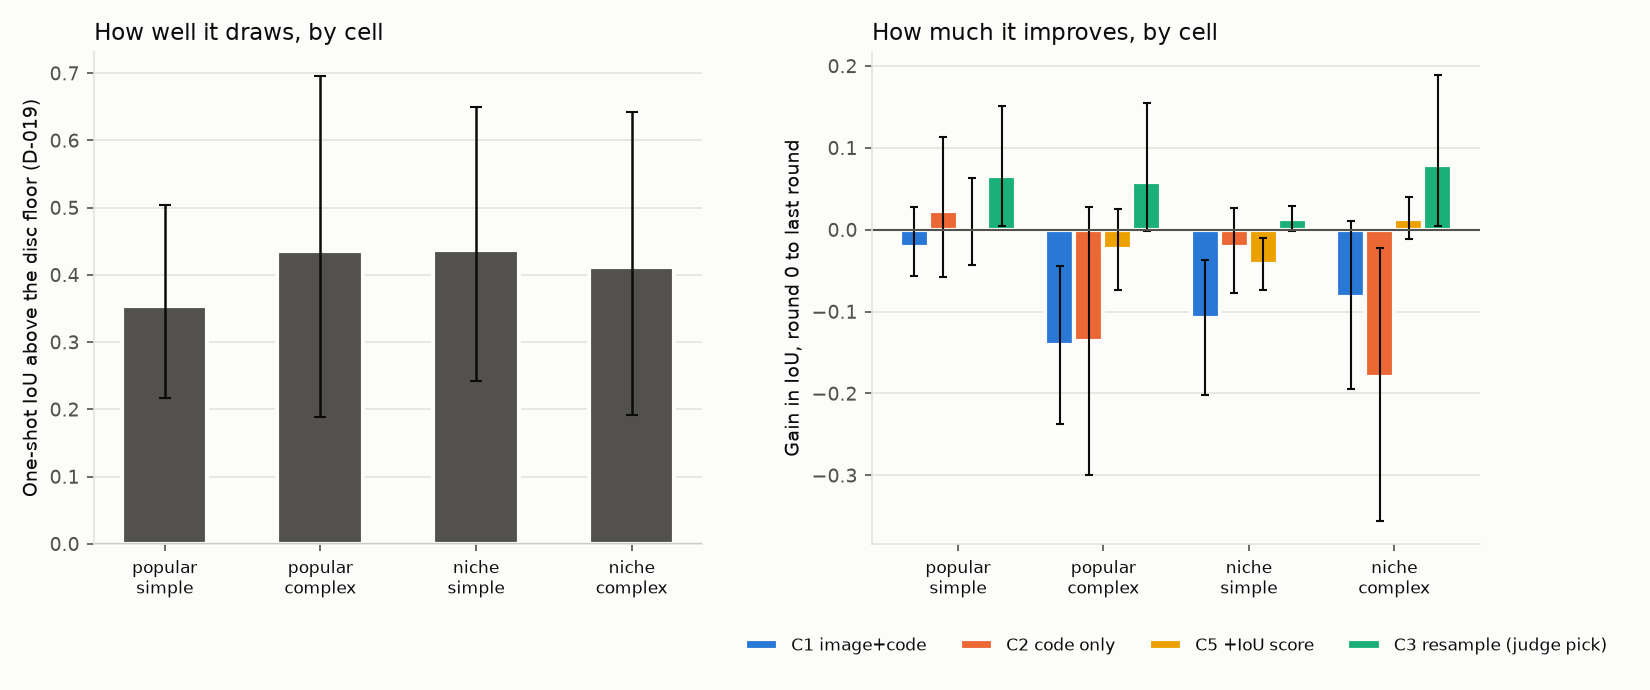 How well it draws, by cell
One-shot IoU above the disc floor (D-019)
0.7
0.6
0.5
0.4
0.3
0.2
0.1
0.0
popular
simple
popular
complex
niche
simple
niche
complex
How much it improves, by cell
Gain in IoU, round 0 to last round
0.2
0.1
0.0
−0.1
−0.2
−0.3
popular
simple
popular
complex
niche
simple
niche
complex
C1 image+code
C2 code only
C5 +IoU score
C3 resample (judge pick)